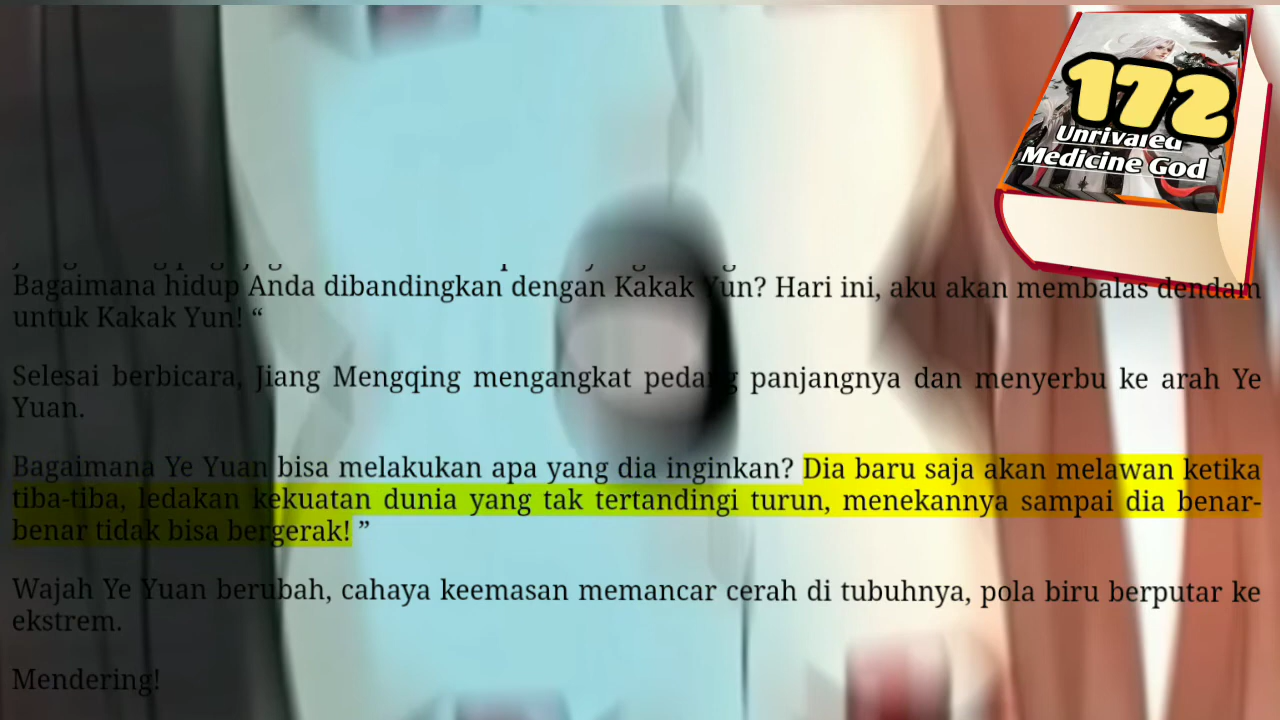 172
Unrivaled
Medicine God
Bagaimana hidup Anda dibandingkan dengan Kakak Yun? Hari ini, aku akan membalas dendam
untuk Kakak Yun! “
Selesai berbicara, Jiang Mengqing mengangkat pedang panjangnya dan menyerbu ke arah Ye
Yuan.
Bagaimana Ye Yuan bisa melakukan apa yang dia inginkan? Dia baru saja akan melawan ketika
tiba-tiba, ledakan kekuatan dunia yang tak tertandingi turun, menekannya sampai dia benar-
benar tidak bisa bergerak! ”
Wajah Ye Yuan berubah, cahaya keemasan memancar cerah di tubuhnya, pola biru berputar ke
ekstrem.
Mendering!